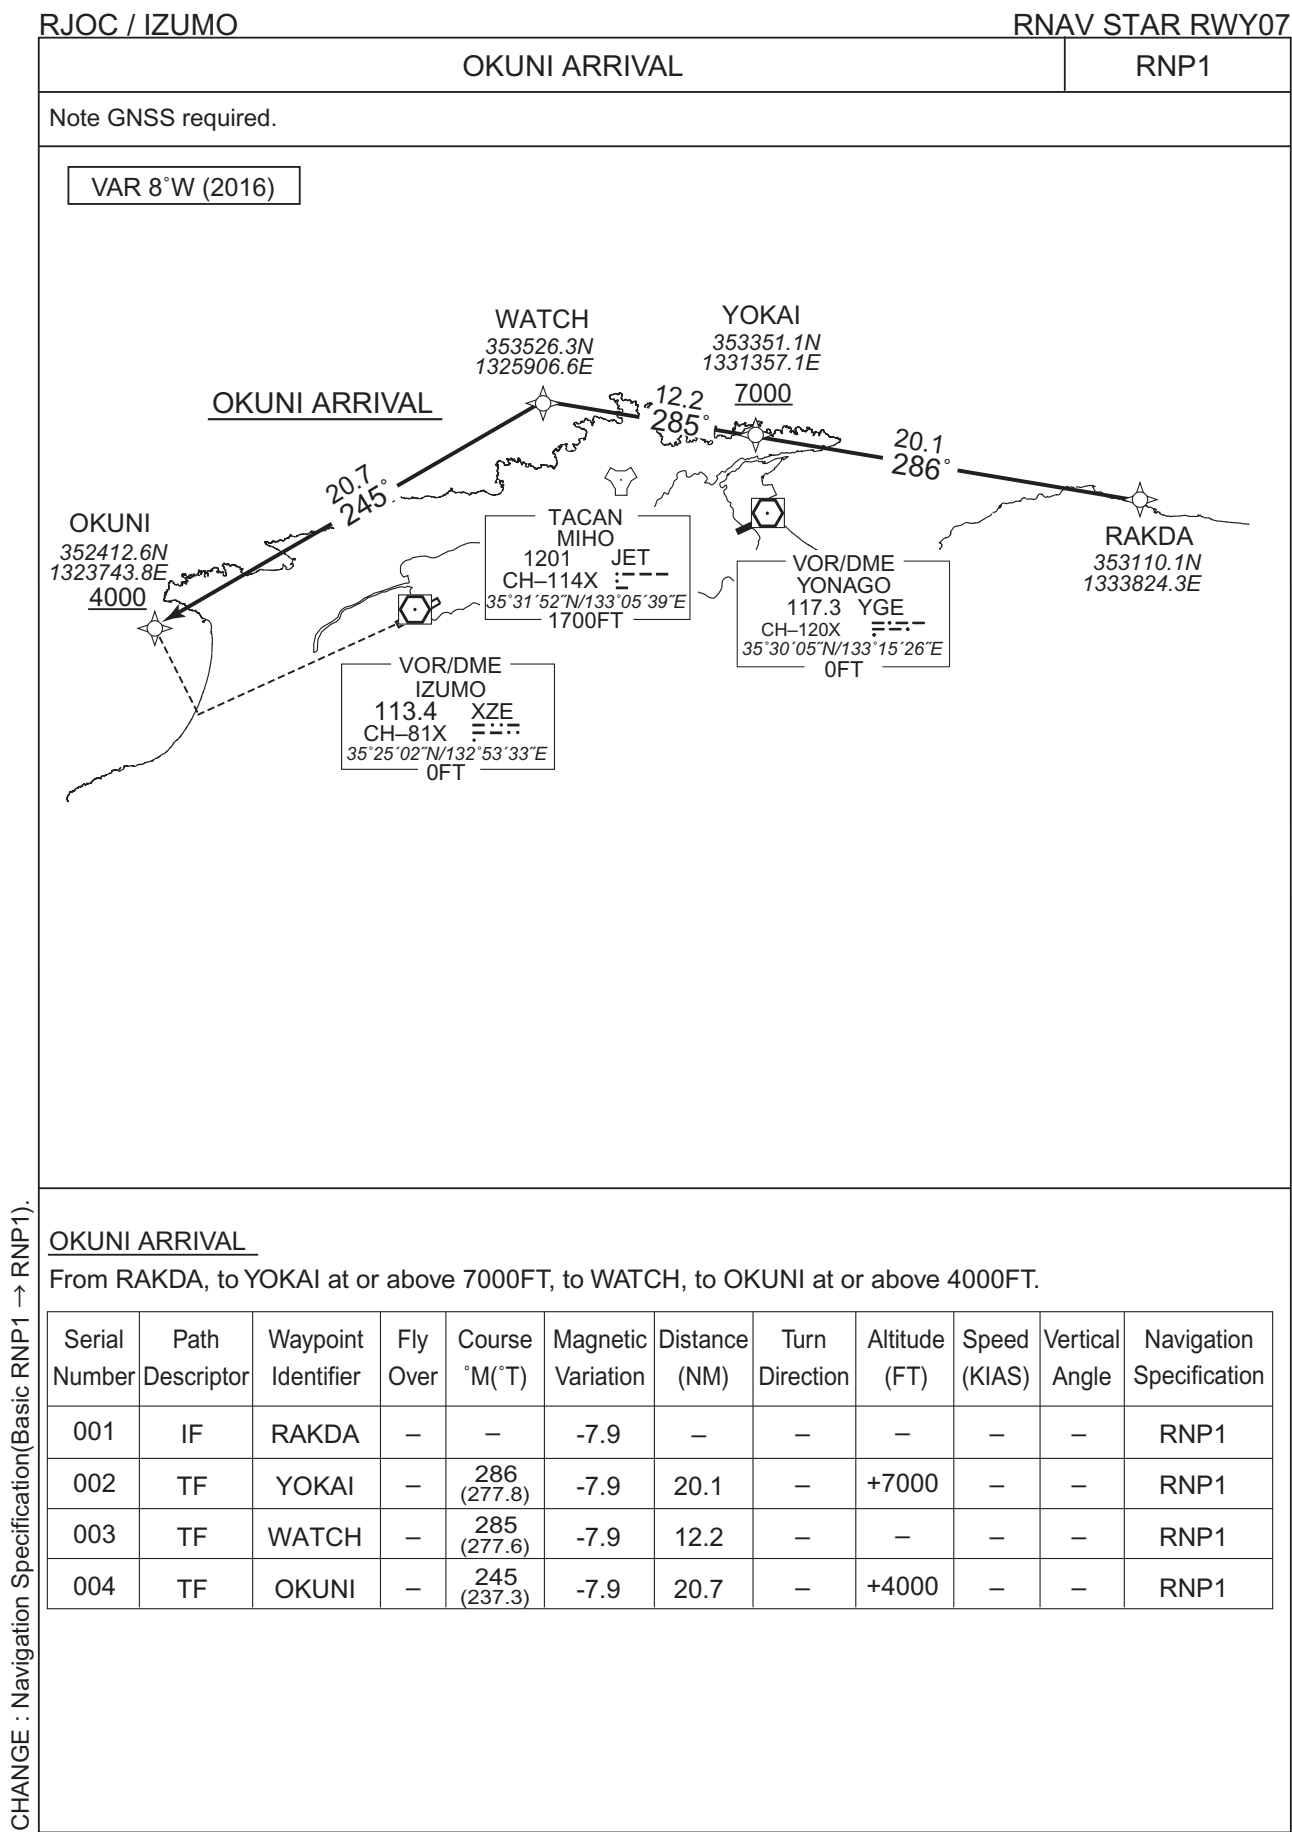 RJOC / IZUMO
RNAV STAR RWY07
OKUNI ARRIVAL
RNP1
Note GNSS required.
VAR 8˚W (2016)
WATCH
353526.3N
1325906.6E
YOKAI
353351.1N
1331357.1E
7000
OKUNI ARRIVAL
12.2
285˚
20.1
286˚
20.7
245˚
OKUNI
352412.6N
1323743.8E
4000
RAKDA
353110.1N
1333824.3E
TACAN
MIHO
1201 JET
CH–114X
35˚31´52˝N/133˚05´39˝E
1700FT
VOR/DME
YONAGO
117.3 YGE
CH–120X
35˚30´05˝N/133˚15´26˝E
0FT
VOR/DME
IZUMO
113.4 XZE
CH–81X
35˚25´02˝N/132˚53´33˝E
0FT
OKUNI ARRIVAL
From RAKDA, to YOKAI at or above 7000FT, to WATCH, to OKUNI at or above 4000FT.
Serial Path Waypoint Fly Course Magnetic Distance Turn Altitude Speed Vertical Navigation
Number Descriptor Identifier Over ˚M(˚T) Variation (NM) Direction (FT) (KIAS) Angle Specification
001 IF RAKDA – – -7.9 – – – – – RNP1
002 TF YOKAI – 286 (277.8) -7.9 20.1 – +7000 – – RNP1
003 TF WATCH – 285 (277.6) -7.9 12.2 – – – – RNP1
004 TF OKUNI – 245 (237.3) -7.9 20.7 – +4000 – – RNP1
CHANGE : Navigation Specification(Basic RNP1 → RNP1).